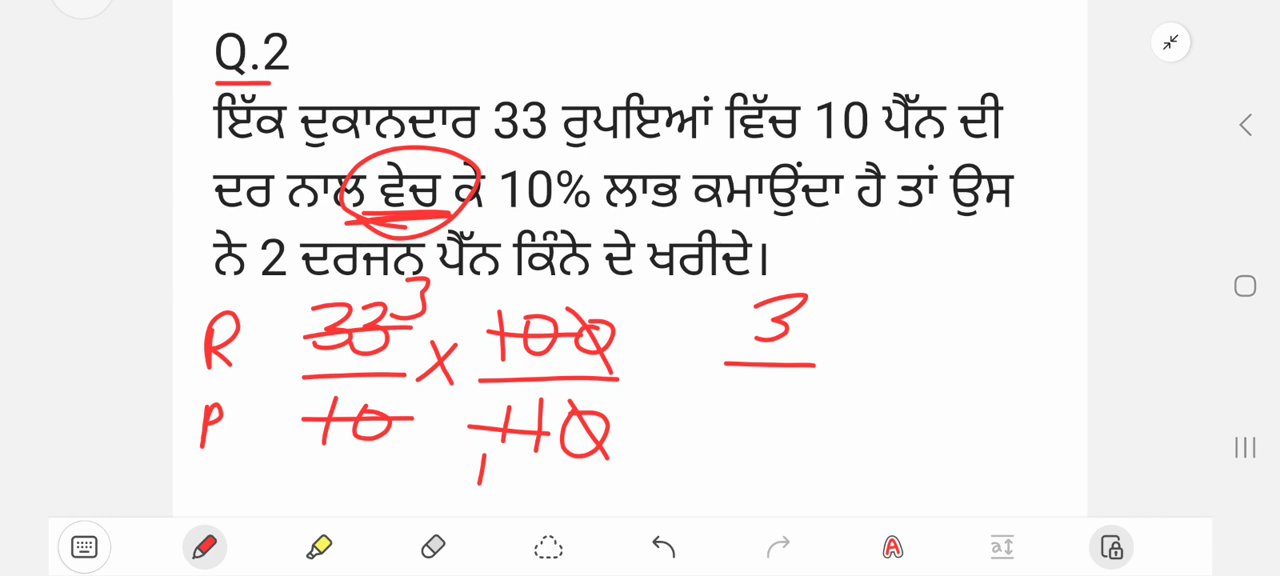 Q.2
ਇੱਕ ਦੁਕਾਨਦਾਰ 33 ਰੁਪਇਆਂ ਵਿੱਚ 10 ਪੈੱਨ ਦੀ
ਦਰ ਨਾਲ ਵੇਚ ਕੇ 10% ਲਾਭ ਕਮਾਉਂਦਾ ਹੈ ਤਾਂ ਉਸ
ਨੇ 2 ਦਰਜਨ ਪੈੱਨ ਕਿੰਨੇ ਦੇ ਖਰੀਦੇ।
R 33 3 X 100 3
P 10 110
1
A
a